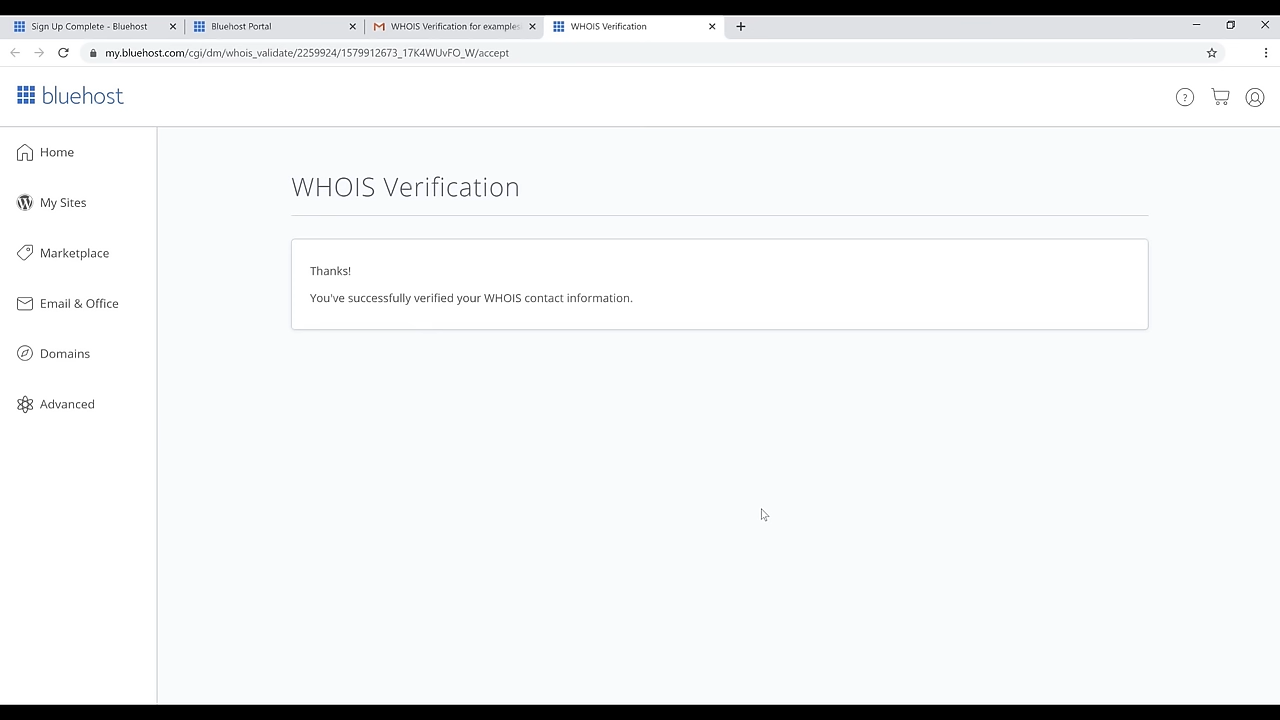 Sign Up Complete - Bluehost
Bluehost Portal
WHOIS Verification for examples
WHOIS Verification
my.bluehost.com/cgi/dm/whois_validate/2259924/1579912673_17K4WUvFO_W/accept
bluehost
Home
My Sites
Marketplace
Email & Office
Domains
Advanced
WHOIS Verification
Thanks!
You've successfully verified your WHOIS contact information.